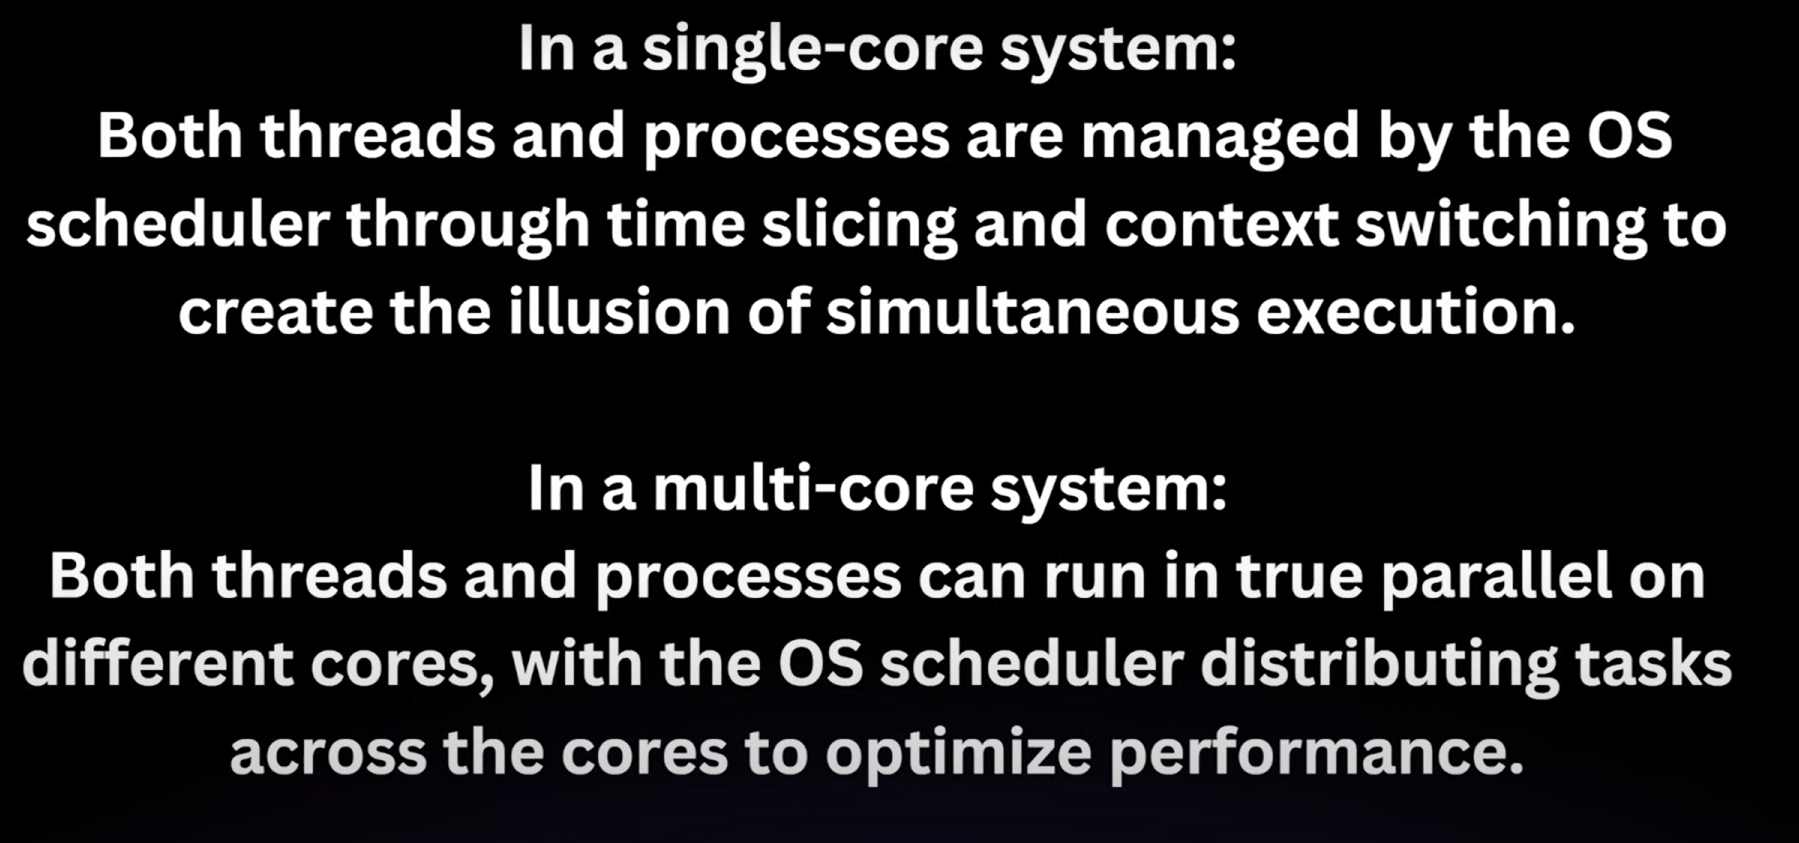 In a single-core system:
Both threads and processes are managed by the OS
scheduler through time slicing and context switching to
create the illusion of simultaneous execution.
In a multi-core system:
Both threads and processes can run in true parallel on
different cores, with the OS scheduler distributing tasks
across the cores to optimize performance.